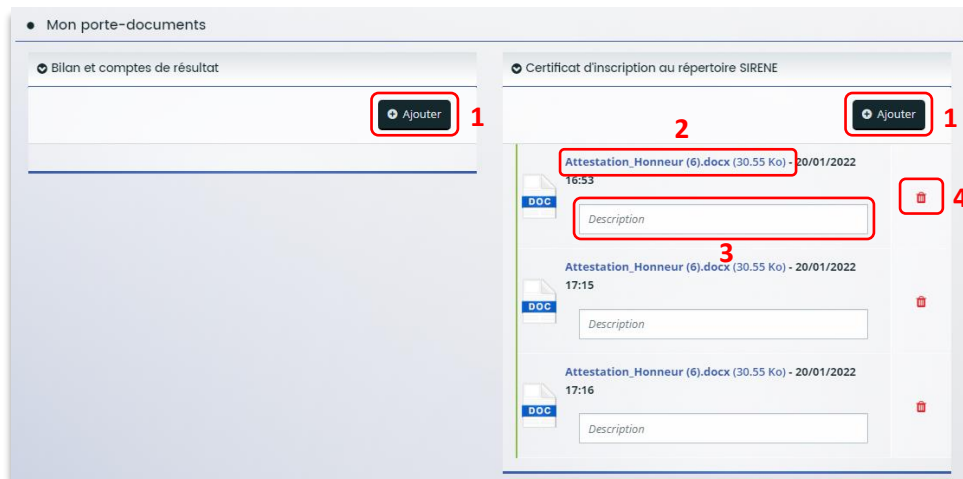 Mon porte-documents
Bilan et comptes de résultat
Ajouter 1
Certificat d'inscription au répertoire SIRENE
Ajouter 1
2
Attestation_Honneur (6).docx (30.55 Ko) - 20/01/2022
16:53
DOC
4
Description
3
Attestation_Honneur (6).docx (30.55 Ko) - 20/01/2022
17:15
DOC
Description
Attestation_Honneur (6).docx (30.55 Ko) - 20/01/2022
17:16
DOC
Description